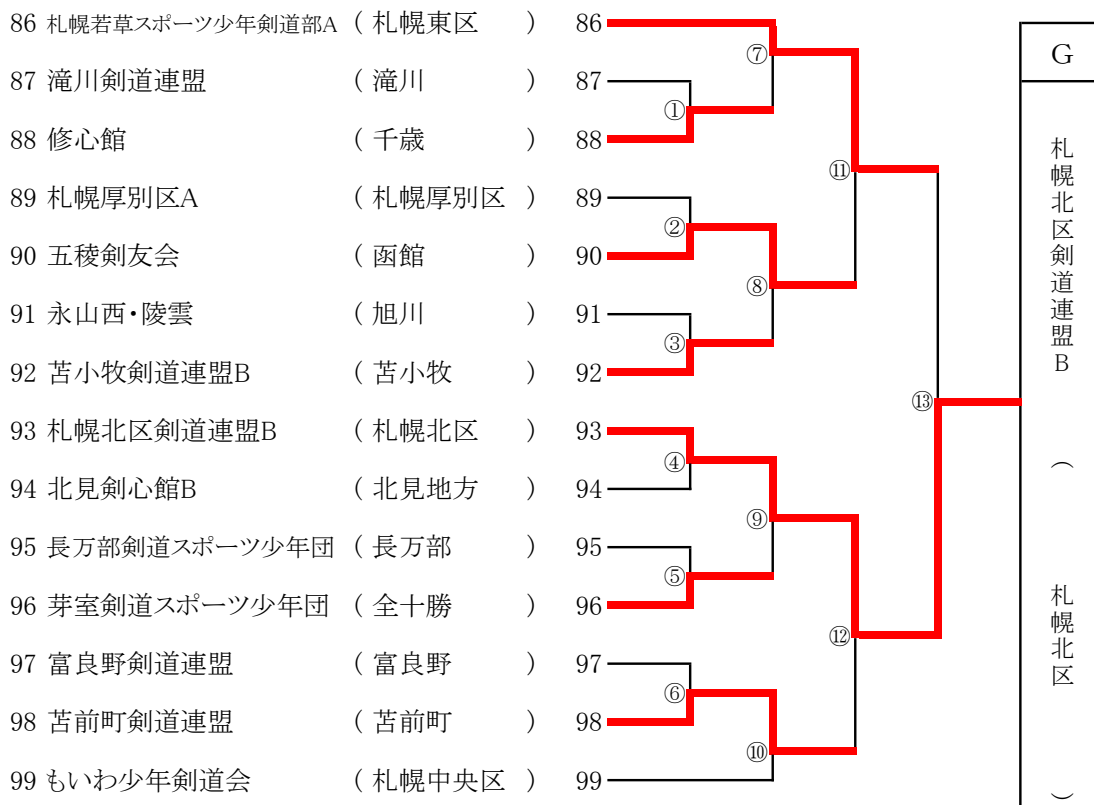 86 札幌若草スポーツ少年剣道部A ( 札幌東区 ) 86
87 滝川剣道連盟 ( 滝川 ) 87
88 修心館 ( 千歳 ) 88
89 札幌厚別区A ( 札幌厚別区 ) 89
90 五稜剣友会 ( 函館 ) 90
91 永山西・陵雲 ( 旭川 ) 91
92 苫小牧剣道連盟B ( 苫小牧 ) 92
93 札幌北区剣道連盟B ( 札幌北区 ) 93
94 北見剣心館B ( 北見地方 ) 94
95 長万部剣道スポーツ少年団 ( 長万部 ) 95
96 芽室剣道スポーツ少年団 ( 全十勝 ) 96
97 富良野剣道連盟 ( 富良野 ) 97
98 苫前町剣道連盟 ( 苫前町 ) 98
99 もいわ少年剣道会 ( 札幌中央区 ) 99
①
②
③
④
⑤
⑥
⑦
⑧
⑨
⑩
⑪
⑫
⑬
G
札幌北区剣道連盟B
( 札幌北区 )